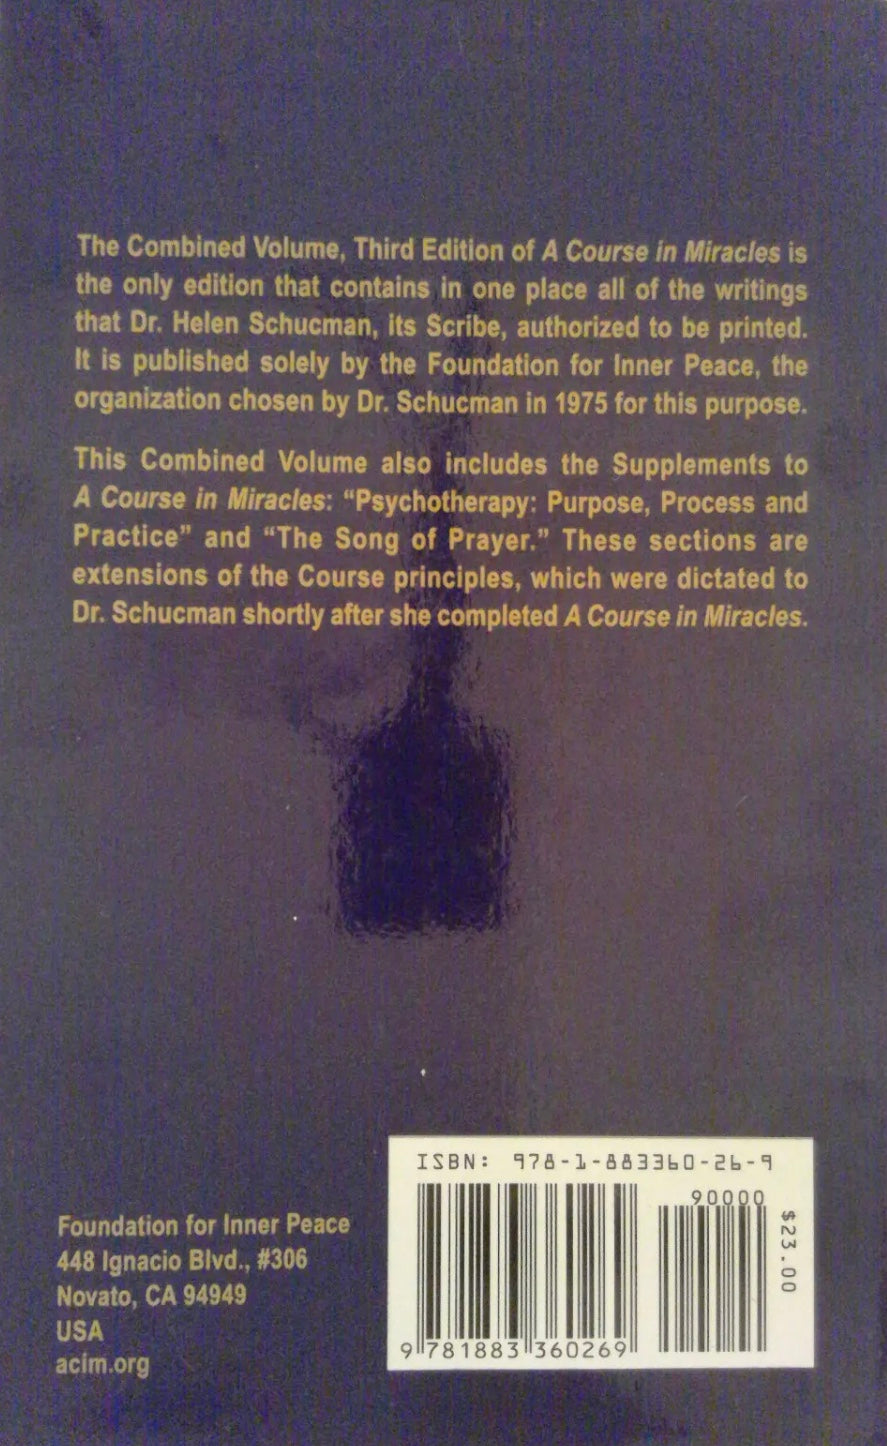 The Combined Volume, Third Edition of A Course in Miracles is
the only edition that contains in one place all of the writings
that Dr. Helen Schucman, its Scribe, authorized to be printed.
It is published solely by the Foundation for Inner Peace, the
organization chosen by Dr. Schucman in 1975 for this purpose.
This Combined Volume also includes the Supplements to
A Course in Miracles: “Psychotherapy: Purpose, Process and
Practice” and “The Song of Prayer.” These sections are
extensions of the Course principles, which were dictated to
Dr. Schucman shortly after she completed A Course in Miracles.
Foundation for Inner Peace
448 Ignacio Blvd., #306
Novato, CA 94949
USA
acim.org
ISBN: 978-1-883360-26-9
90000
$23.00
9 781883 360269